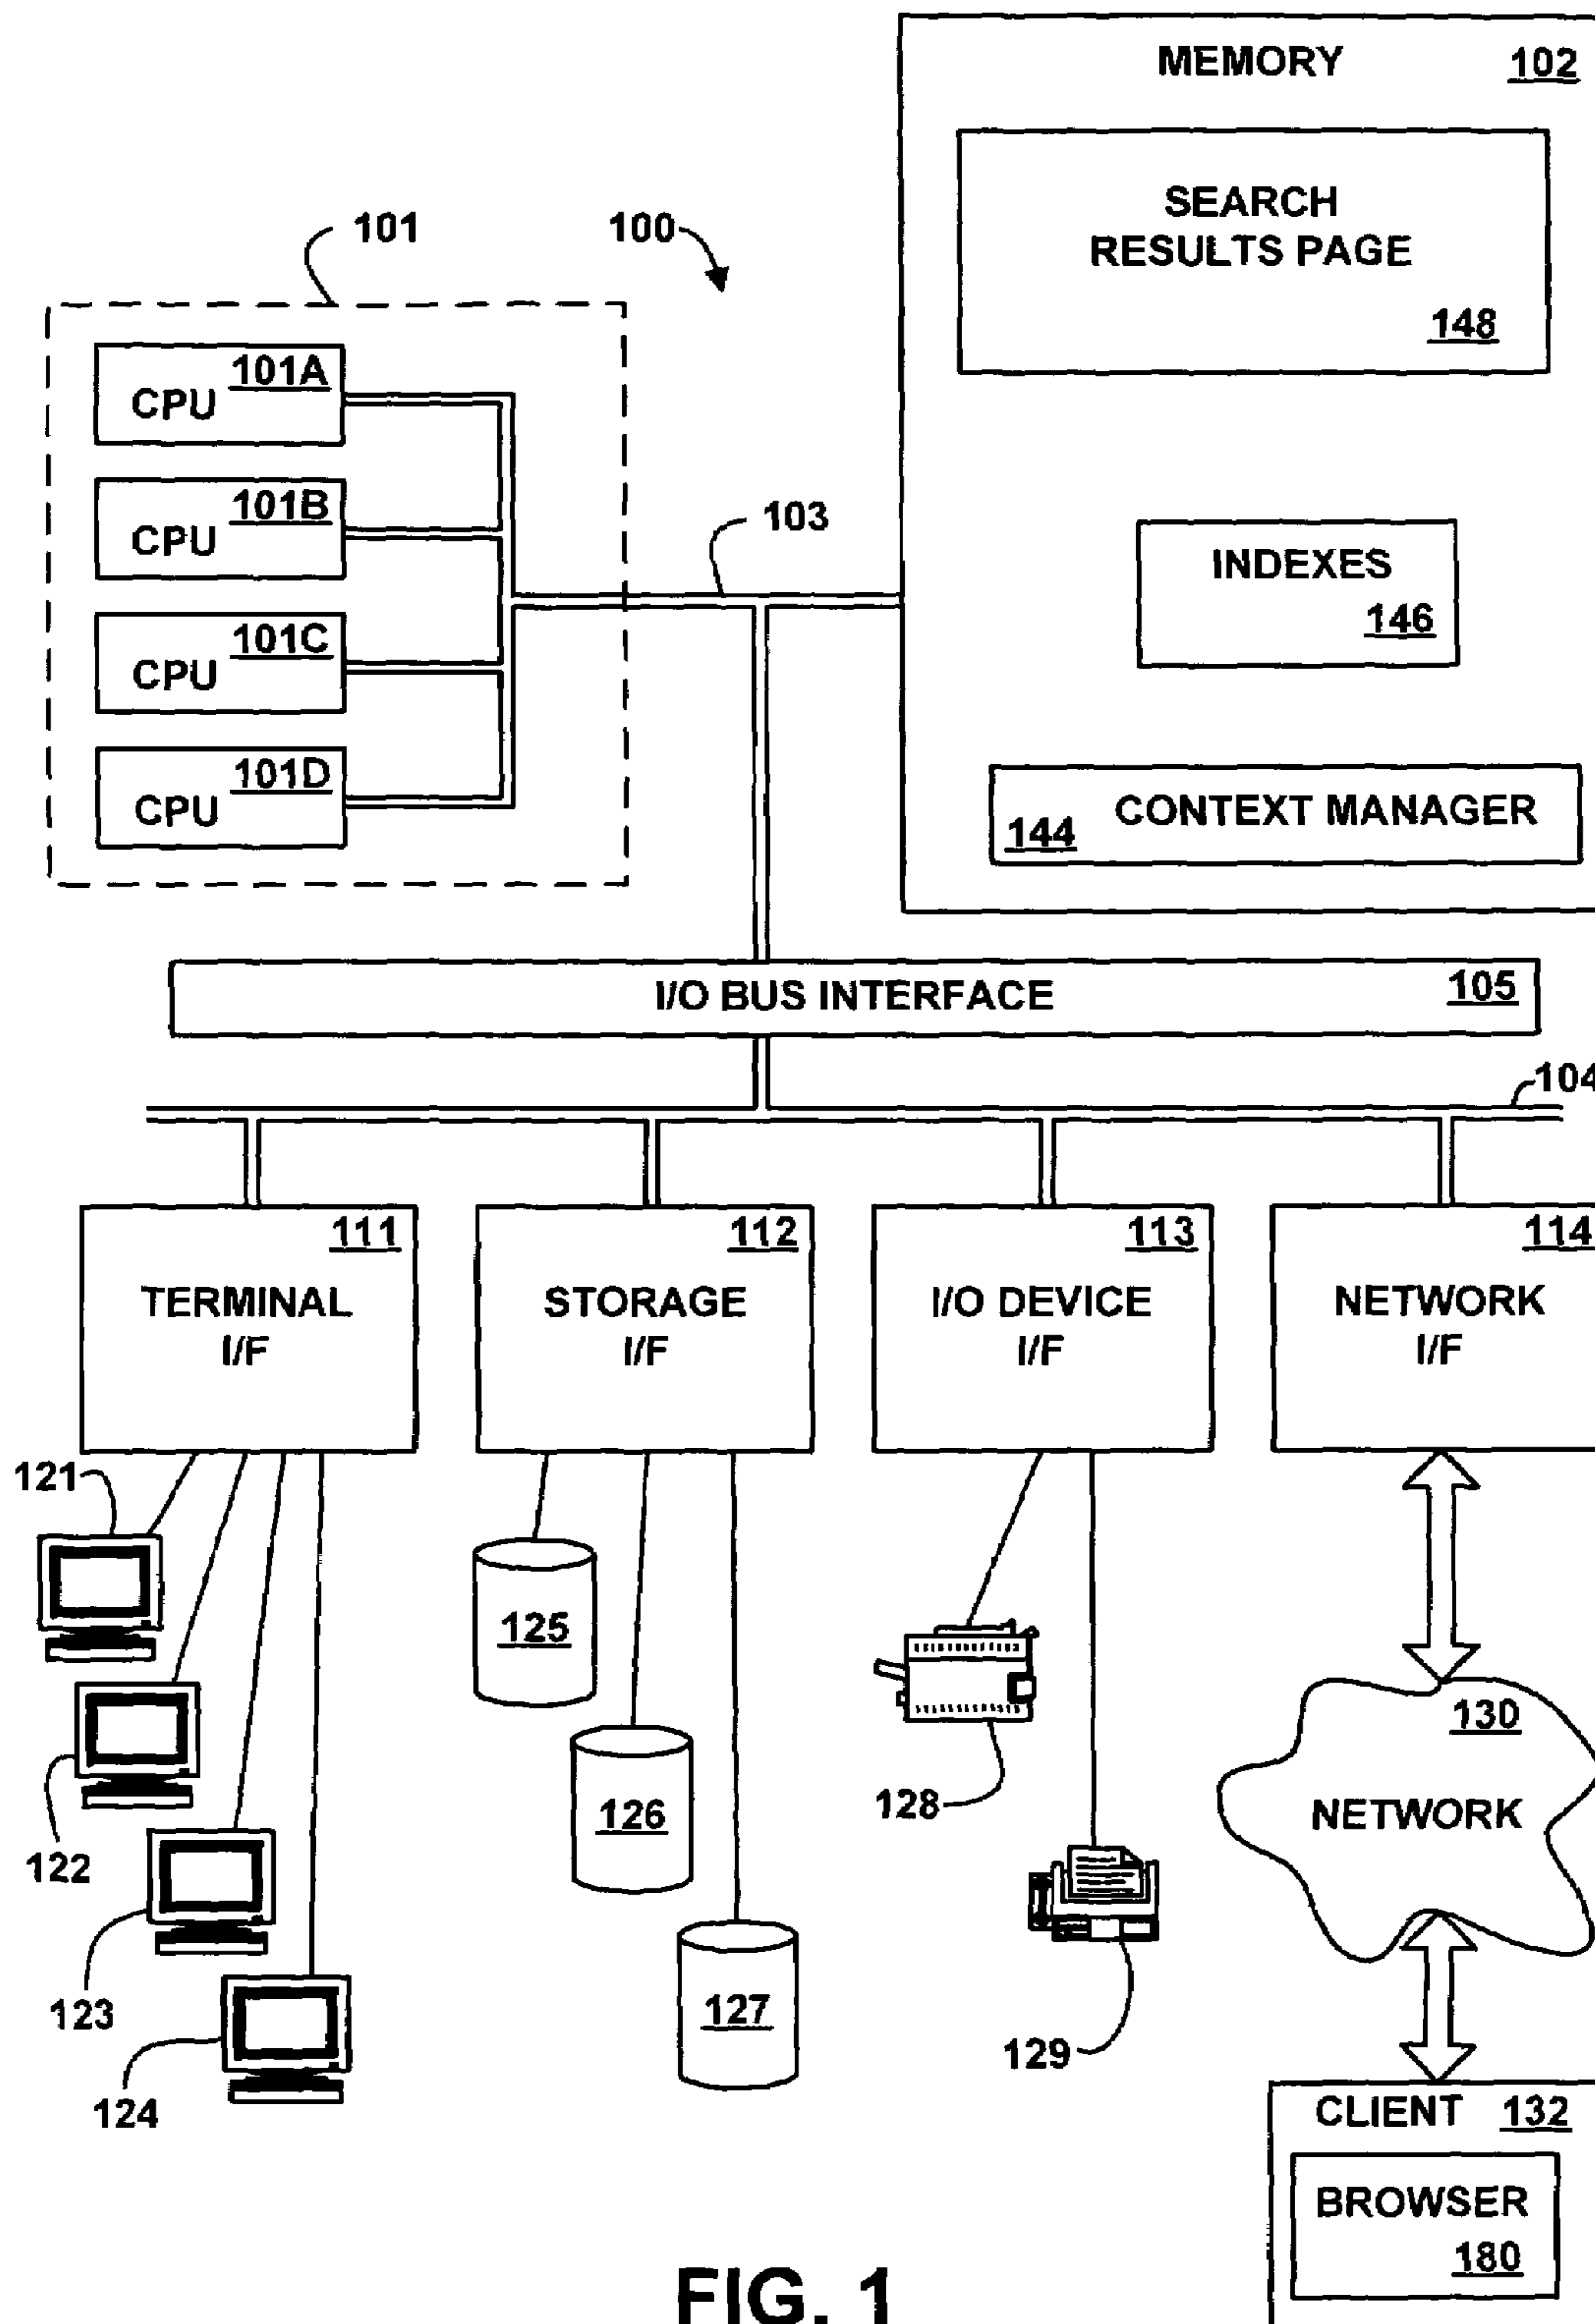 MEMORY 102
SEARCH
RESULTS PAGE
148
101
100
101A
CPU
101B
CPU
101C
CPU
101D
CPU
103
INDEXES
146
CONTEXT MANAGER
144
I/O BUS INTERFACE 105
104
111
TERMINAL
I/F
112
STORAGE
I/F
113
I/O DEVICE
I/F
114
NETWORK
I/F
121
122
123
124
125
126
127
128
129
130
NETWORK
CLIENT 132
BROWSER
180
FIG. 1